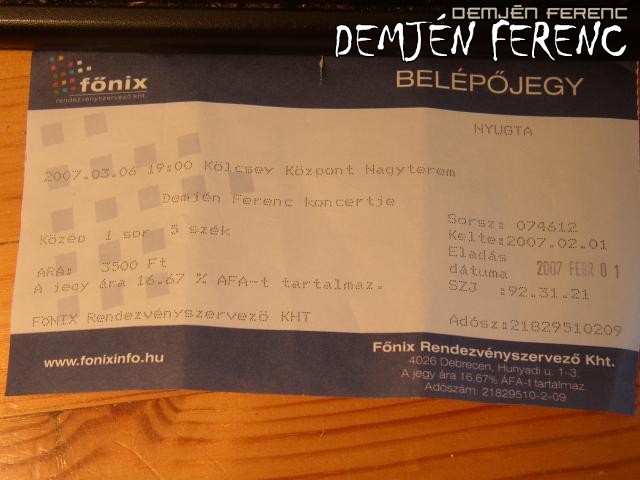 DEMJÉN FERENC
DEMJÉN FERENC
főnix
rendezvényszervező kht.
BELÉPŐJEGY
NYUGTA
2007.03.06 19:00 Kölcsey Központ Nagyterem
Demjén Ferenc koncertje
Közép 1 sor 5 szék
ÁRA: 3500 Ft
A jegy ára 16.67 % ÁFA-t tartalmaz.
FŐNIX Rendezvényszervező KHT
Sorsz: 074612
Kelte:2007.02.01
Eladás
dátuma 2007 FEBR 01
SZJ :92.31.21
Adósz:21829510209
www.fonixinfo.hu
Főnix Rendezvényszervező Kht.
4026 Debrecen, Hunyadi u. 1-3.
A jegy ára 16,67% ÁFA-t tartalmaz
Adószám: 21829510-2-09